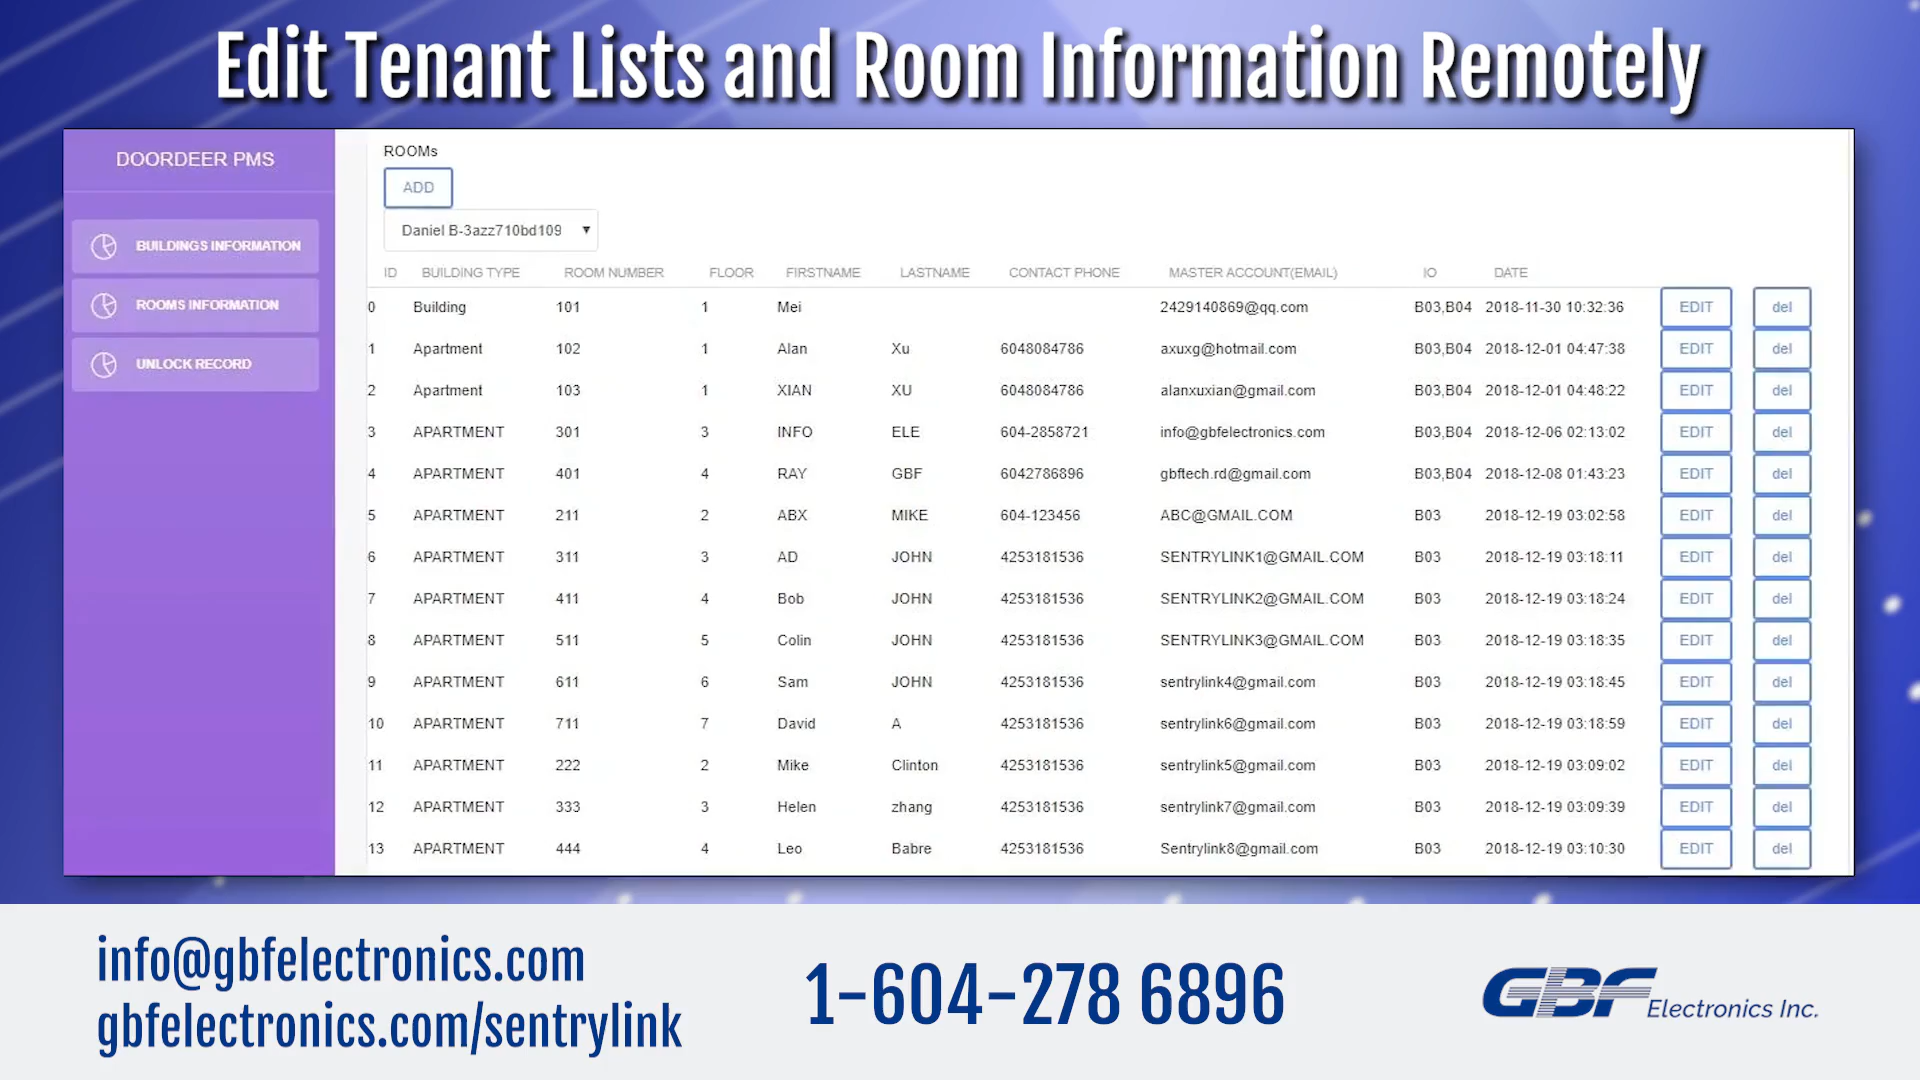 Edit Tenant Lists and Room Information Remotely
DOORDEER PMS
BUILDINGS INFORMATION
ROOMS INFORMATION
UNLOCK RECORD
ROOMs
ADD
Daniel B-3azz710bd109
ID BUILDING TYPE ROOM NUMBER FLOOR FIRSTNAME LASTNAME CONTACT PHONE MASTER ACCOUNT(EMAIL) IO DATE
0 Building 101 1 Mei 2429140869@qq.com B03,B04 2018-11-30 10:32:36 EDIT del
1 Apartment 102 1 Alan Xu 6048084786 axuxg@hotmail.com B03,B04 2018-12-01 04:47:38 EDIT del
2 Apartment 103 1 XIAN XU 6048084786 alanxuxian@gmail.com B03,B04 2018-12-01 04:48:22 EDIT del
3 APARTMENT 301 3 INFO ELE 604-2858721 info@gbfelectronics.com B03,B04 2018-12-06 02:13:02 EDIT del
4 APARTMENT 401 4 RAY GBF 6042786896 gbftech.rd@gmail.com B03,B04 2018-12-08 01:43:23 EDIT del
5 APARTMENT 211 2 ABX MIKE 604-123456 ABC@GMAIL.COM B03 2018-12-19 03:02:58 EDIT del
6 APARTMENT 311 3 AD JOHN 4253181536 SENTRYLINK1@GMAIL.COM B03 2018-12-19 03:18:11 EDIT del
7 APARTMENT 411 4 Bob JOHN 4253181536 SENTRYLINK2@GMAIL.COM B03 2018-12-19 03:18:24 EDIT del
8 APARTMENT 511 5 Colin JOHN 4253181536 SENTRYLINK3@GMAIL.COM B03 2018-12-19 03:18:35 EDIT del
9 APARTMENT 611 6 Sam JOHN 4253181536 sentrylink4@gmail.com B03 2018-12-19 03:18:45 EDIT del
10 APARTMENT 711 7 David A 4253181536 sentrylink6@gmail.com B03 2018-12-19 03:18:59 EDIT del
11 APARTMENT 222 2 Mike Clinton 4253181536 sentrylink5@gmail.com B03 2018-12-19 03:09:02 EDIT del
12 APARTMENT 333 3 Helen zhang 4253181536 sentrylink7@gmail.com B03 2018-12-19 03:09:39 EDIT del
13 APARTMENT 444 4 Leo Babre 4253181536 Sentrylink8@gmail.com B03 2018-12-19 03:10:30 EDIT del
info@gbfelectronics.com
gbfelectronics.com/sentrylink
1-604-278 6896
GBF Electronics Inc.